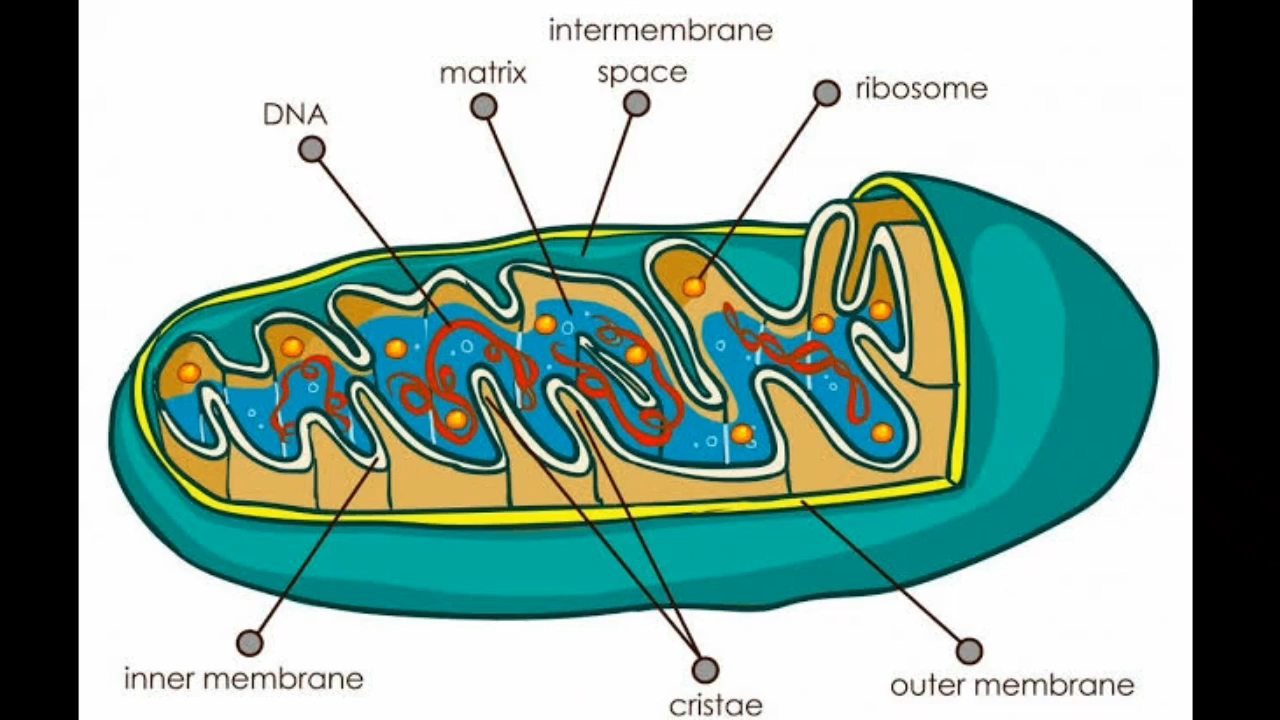 intermembrane
space
matrix
ribosome
DNA
inner membrane
cristae
outer membrane